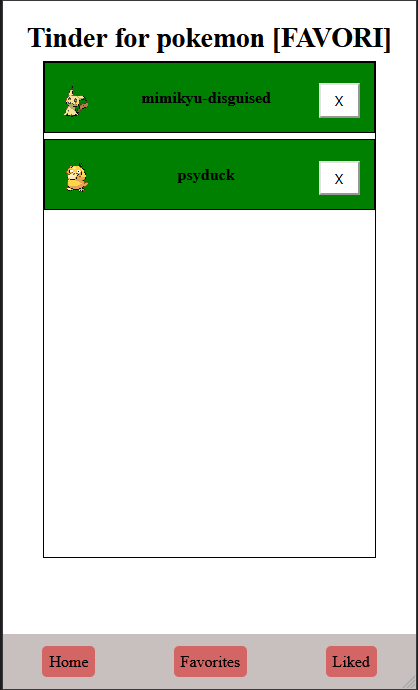 Tinder for pokemon [FAVORI]
mimikyu-disguised
X
psyduck
X
Home
Favorites
Liked